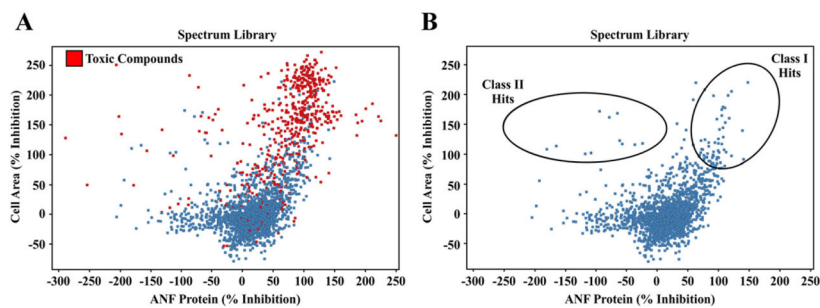 A
Spectrum Library
Toxic Compounds
Cell Area (% Inhibition)
250
200
150
100
50
0
-50
-300 -250 -200 -150 -100 -50 0 50 100 150 200 250
ANF Protein (% Inhibition)
B
Spectrum Library
Class II
Hits
Class I
Hits
Cell Area (% Inhibition)
250
200
150
100
50
0
-50
-300 -250 -200 -150 -100 -50 0 50 100 150 200 250
ANF Protein (% Inhibition)